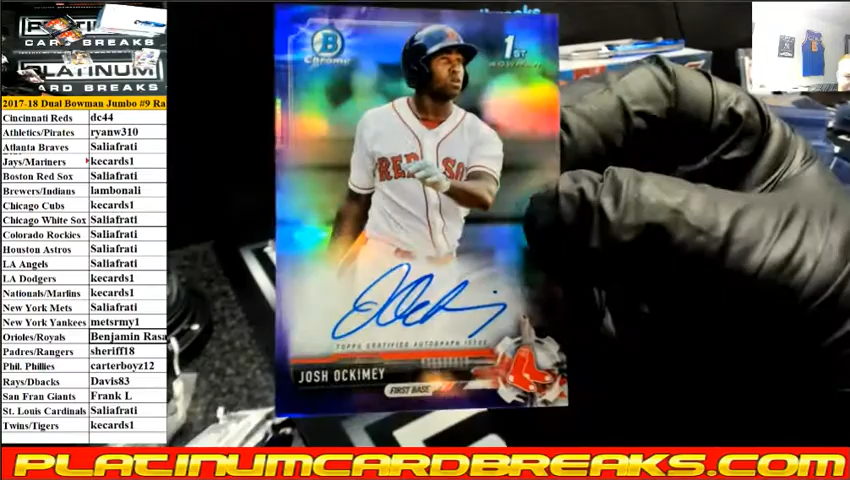 CARD BREAKS
PLATINUM
CARD BREAKS
2017-18 Dual Bowman Jumbo #9 Ra
Cincinnati Reds dc44
Athletics/Pirates ryanw310
Atlanta Braves Saliafrati
Jays/Mariners kecards1
Boston Red Sox Saliafrati
Brewers/Indians lambonali
Chicago Cubs kecards1
Chicago White Sox Saliafrati
Colorado Rockies Saliafrati
Houston Astros Saliafrati
LA Angels Saliafrati
LA Dodgers kecards1
Nationals/Marlins kecards1
New York Mets Saliafrati
New York Yankees metsrmy1
Orioles/Royals Benjamin Rasa
Padres/Rangers sheriff18
Phil. Phillies carterboyz12
Rays/Dbacks Davis83
San Fran Giants Frank L
St. Louis Cardinals Saliafrati
Twins/Tigers kecards1
B
Chrome
1ST
BOWMAN
RED SO
TOPPS CERTIFIED AUTOGRAPH ISSUE
JOSH OCKIMEY
FIRST BASE
PLATINUMCARDBREAKS.COM